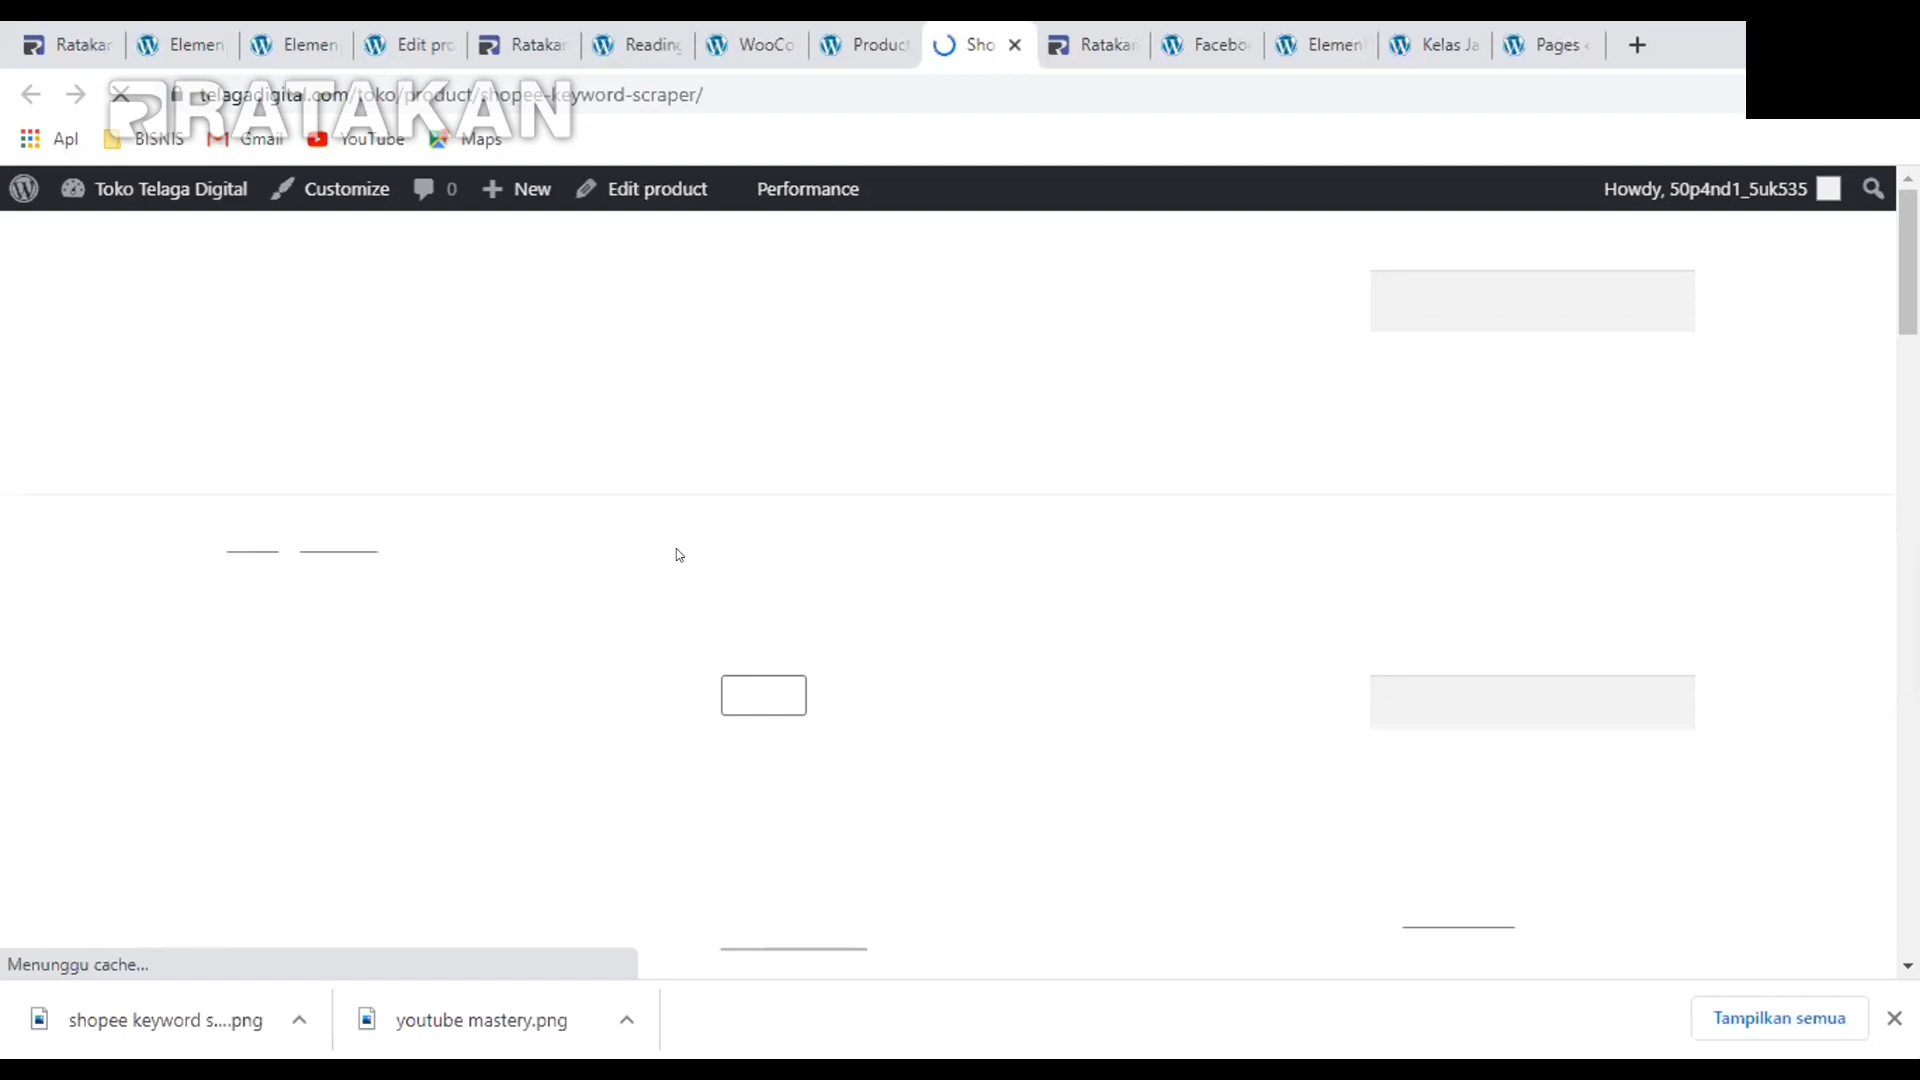 Ratakar Elemen Elemen Edit pro Ratakar Reading WooCo Product Sho Ratakar Facebo Element Kelas Ja Pages
telagadigital.com/toko/product/shopee-keyword-scraper/
RATAKAN
Apl BISNIS Gmail YouTube Maps
Toko Telaga Digital Customize 0 New Edit product Performance Howdy, 50p4nd1_5uk535
Menunggu cache...
shopee keyword s....png youtube mastery.png Tampilkan semua